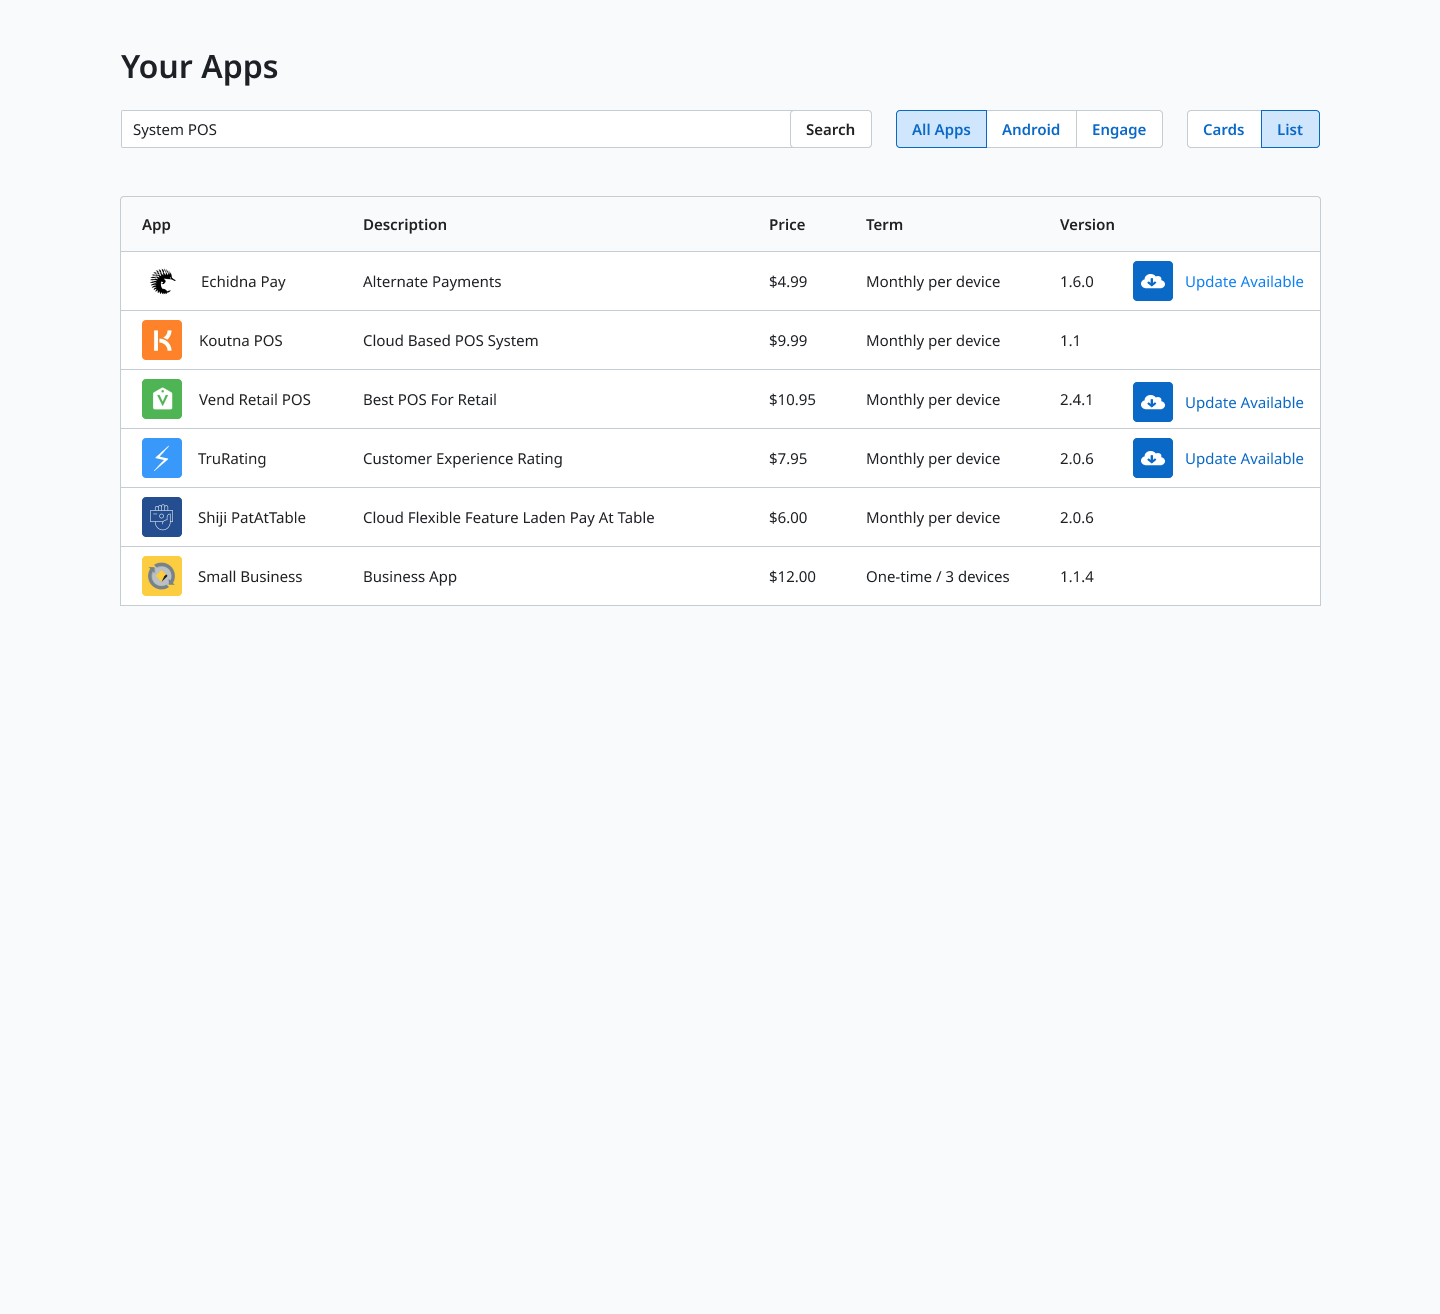 Your Apps
System POS Search All Apps Android Engage Cards List
App Description Price Term Version
Echidna Pay Alternate Payments $4.99 Monthly per device 1.6.0 Update Available
Koutna POS Cloud Based POS System $9.99 Monthly per device 1.1
Vend Retail POS Best POS For Retail $10.95 Monthly per device 2.4.1 Update Available
TruRating Customer Experience Rating $7.95 Monthly per device 2.0.6 Update Available
Shiji PatAtTable Cloud Flexible Feature Laden Pay At Table $6.00 Monthly per device 2.0.6
Small Business Business App $12.00 One-time / 3 devices 1.1.4